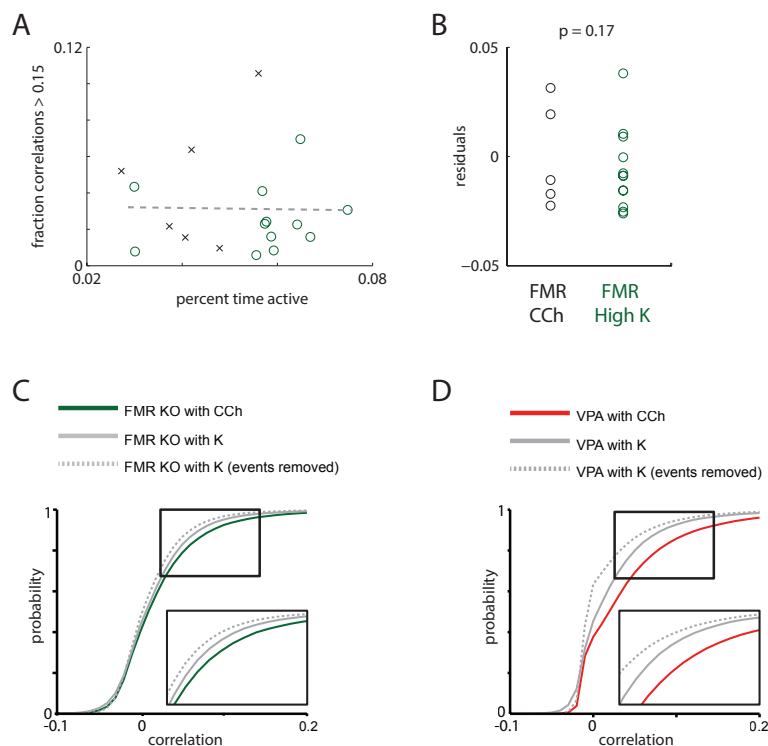 A
0.12
fraction correlations > 0.15
0
0.02
0.08
percent time active
B
p = 0.17
0.05
residuals
0
−0.05
FMR
CCh
FMR
High K
C
FMR KO with CCh
FMR KO with K
FMR KO with K (events removed)
1
probability
0
-0.1
0
0.2
correlation
D
VPA with CCh
VPA with K
VPA with K (events removed)
1
probability
0
-0.1
0
0.2
correlation